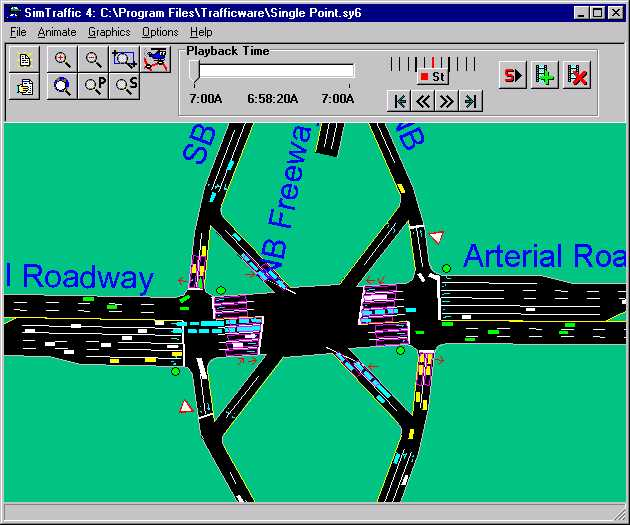 SimTraffic 4: C:\Program Files\Trafficware\Single Point.sy6
File Animate Graphics Options Help
Playback Time
St
S
P S
7:00A 6:58:20A 7:00A
SB
NB Freeway
NB
l Roadway
Arterial Roa